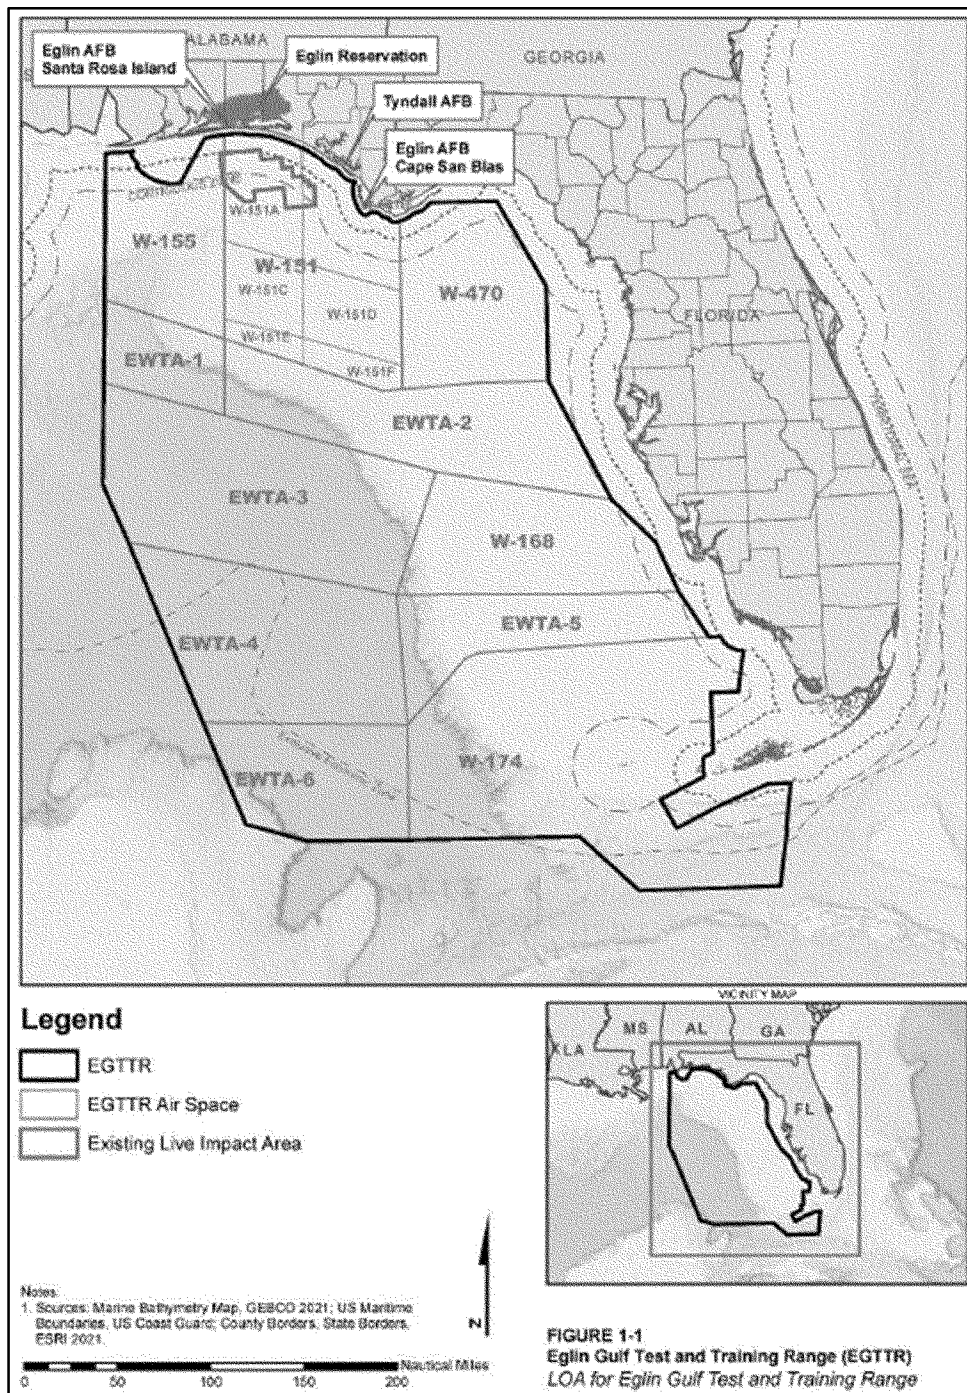 ALABAMA
GEORGIA
Eglin AFB
Santa Rosa Island
Eglin Reservation
Tyndall AFB
Eglin AFB
Cape San Blas
W-151A
W-155
W-151
W-151C
W-470
W-151D
FLORIDA
W-151E
EWTA-1
W-151F
EWTA-2
EWTA-3
W-168
EWTA-5
EWTA-4
W-174
EWTA-6
Legend
EGTTR
EGTTR Air Space
Existing Live Impact Area
VICINITY MAP
MS
AL
GA
LA
FL
Notes:
1. Sources: Marine Bathymetry Map, GEBCO 2021; US Maritime
Boundaries, US Coast Guard; County Borders, State Borders,
ESRI 2021.
N
Nautical Miles
0 50 100 150 200
FIGURE 1-1
Eglin Gulf Test and Training Range (EGTTR)
LOA for Eglin Gulf Test and Training Range